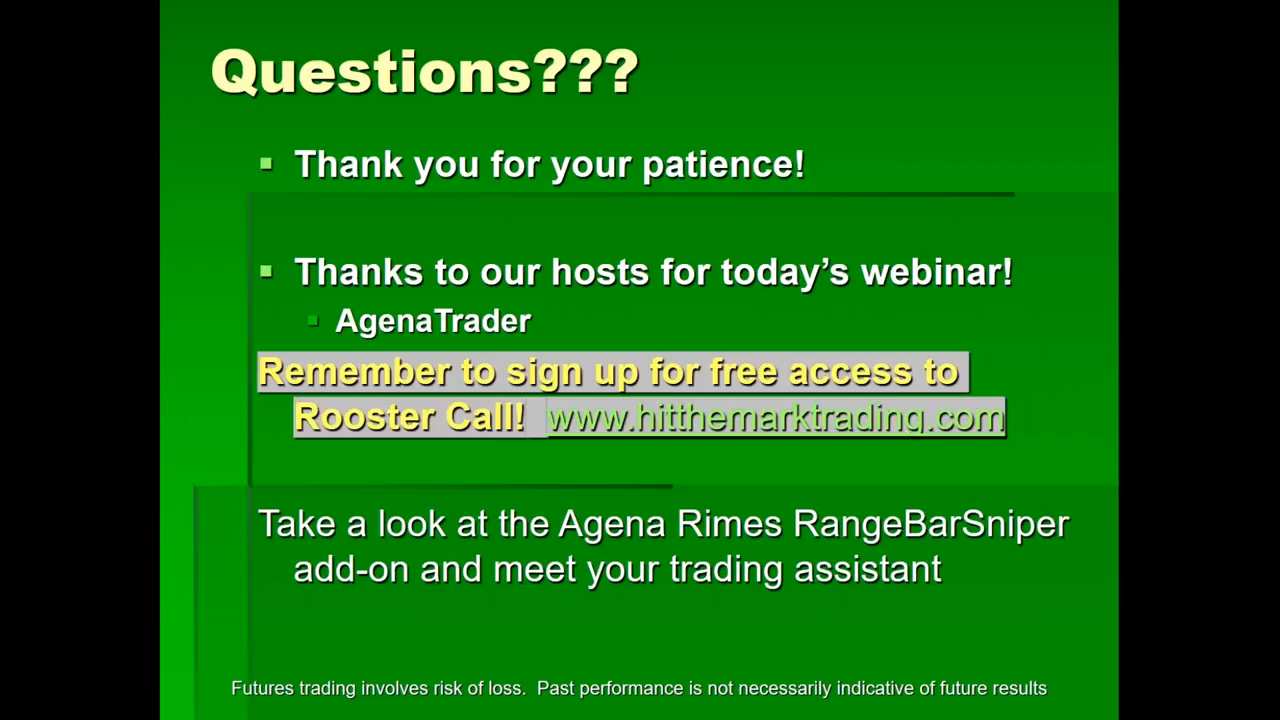 Questions???
Thank you for your patience!
Thanks to our hosts for today’s webinar!
AgenaTrader
Remember to sign up for free access to
Rooster Call! www.hitthemarktrading.com
Take a look at the Agena Rimes RangeBarSniper
add-on and meet your trading assistant
Futures trading involves risk of loss. Past performance is not necessarily indicative of future results